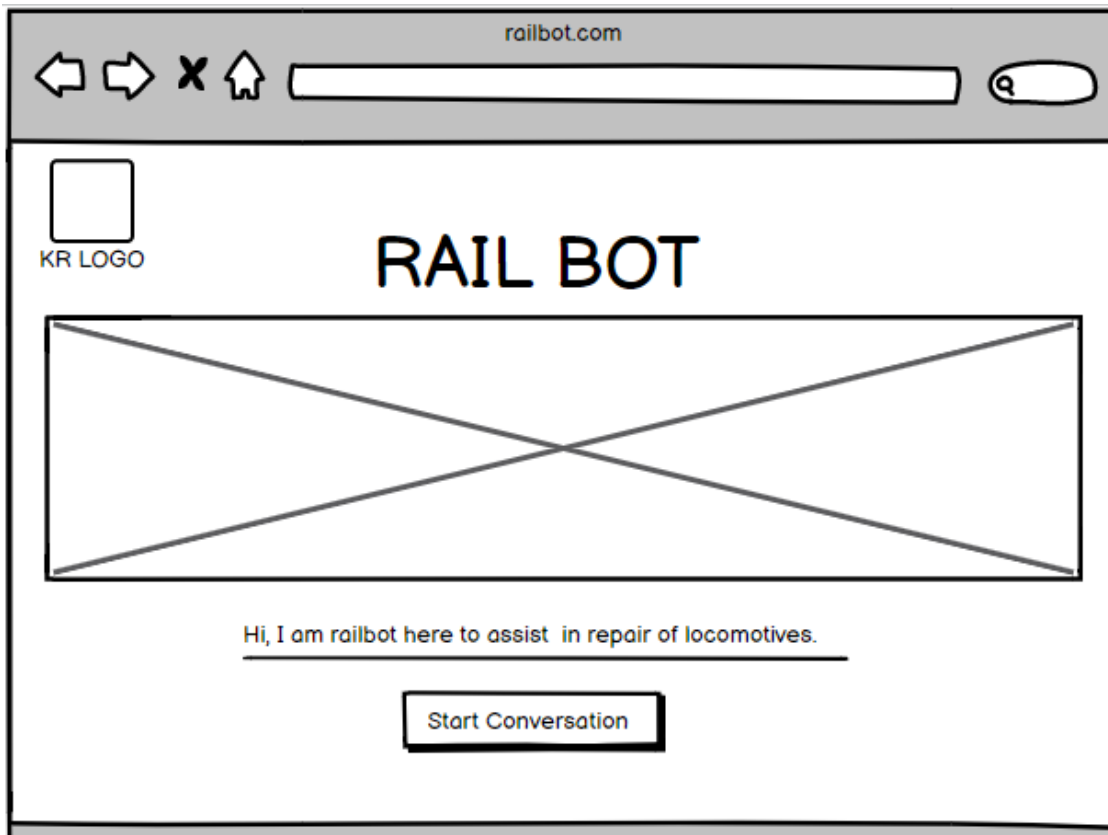 railbot.com
KR LOGO
RAIL BOT
Hi, I am railbot here to assist  in repair of locomotives.
Start Conversation